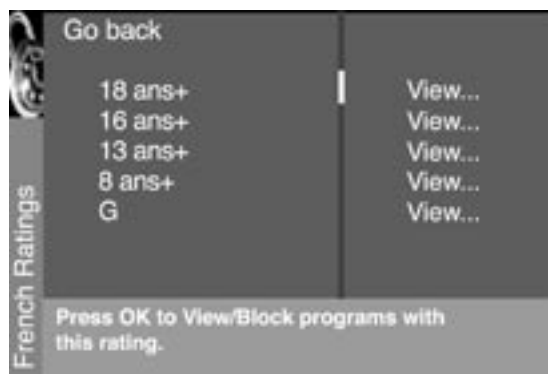 Go back
18 ans+ View...
16 ans+ View...
13 ans+ View...
8 ans+ View...
G View...
French Ratings
Press OK to View/Block programs with
this rating.